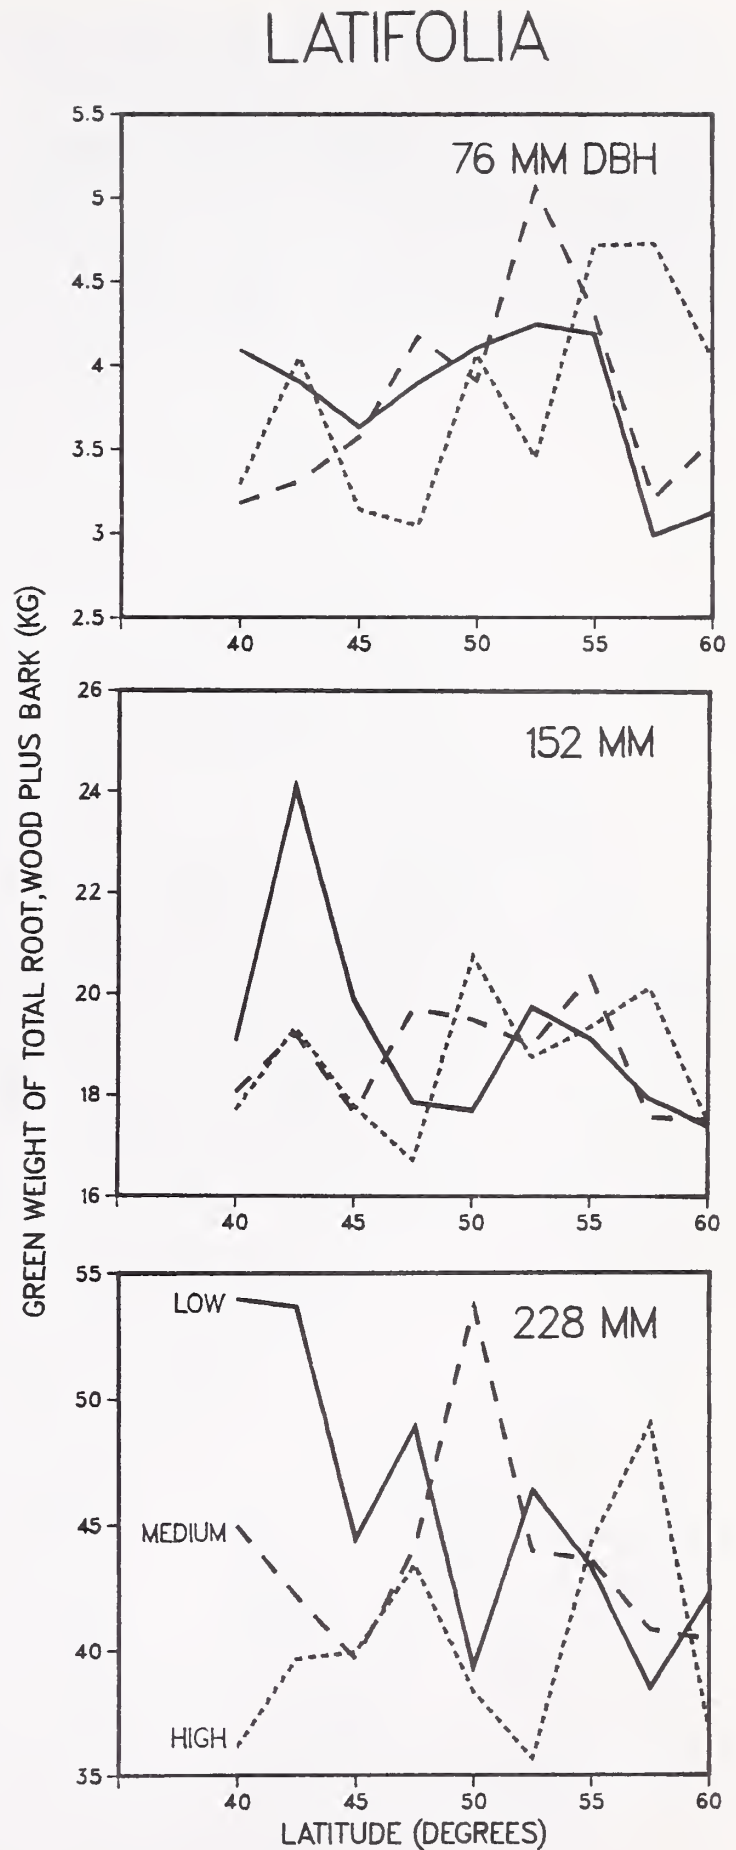 LATIFOLIA
GREEN WEIGHT OF TOTAL ROOT, WOOD PLUS BARK (KG)
76 MM DBH
5.5
5
4.5
4
3.5
3
2.5
40 45 50 55 60
152 MM
26
24
22
20
18
16
40 45 50 55 60
228 MM
55
LOW
50
45
MEDIUM
40
HIGH
35
40 45 50 55 60
LATITUDE (DEGREES)